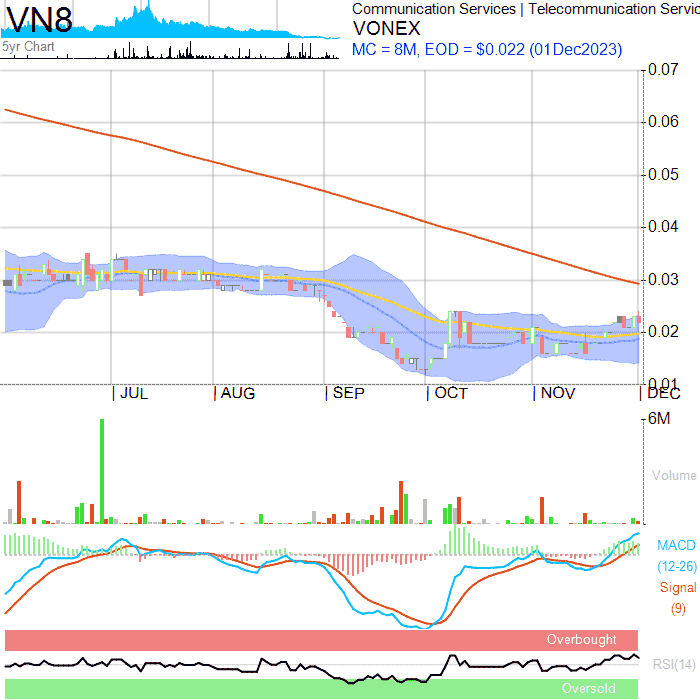 VN8
Communication Services | Telecommunication Servic
VONEX
5yr Chart
MC = 8M, EOD = $0.022 (01Dec2023)
0.07
0.06
0.05
0.04
0.03
0.02
0.01
JUL AUG SEP OCT NOV DEC
6M
Volume
MACD
(12-26)
Signal
(9)
Overbought
RSI(14)
Oversold